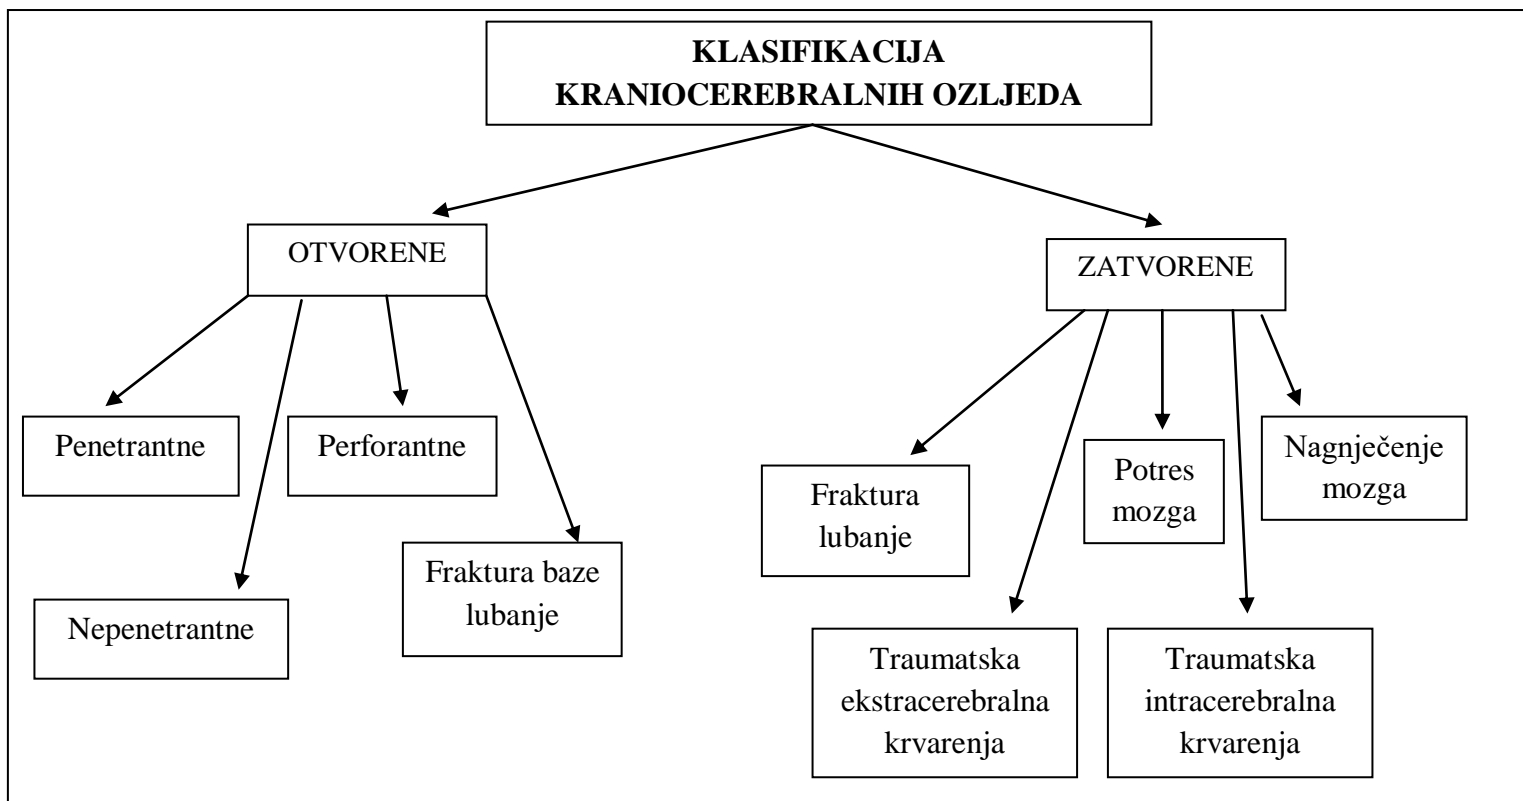 KLASIFIKACIJA
KRANIOCEREBRALNIH OZLJEDA
OTVORENE
ZATVORENE
Penetrantne
Perforantne
Nepenetrantne
Fraktura baze
lubanje
Fraktura
lubanje
Potres
mozga
Nagnječenje
mozga
Traumatska
ekstracerebralna
krvarenja
Traumatska
intracerebralna
krvarenja